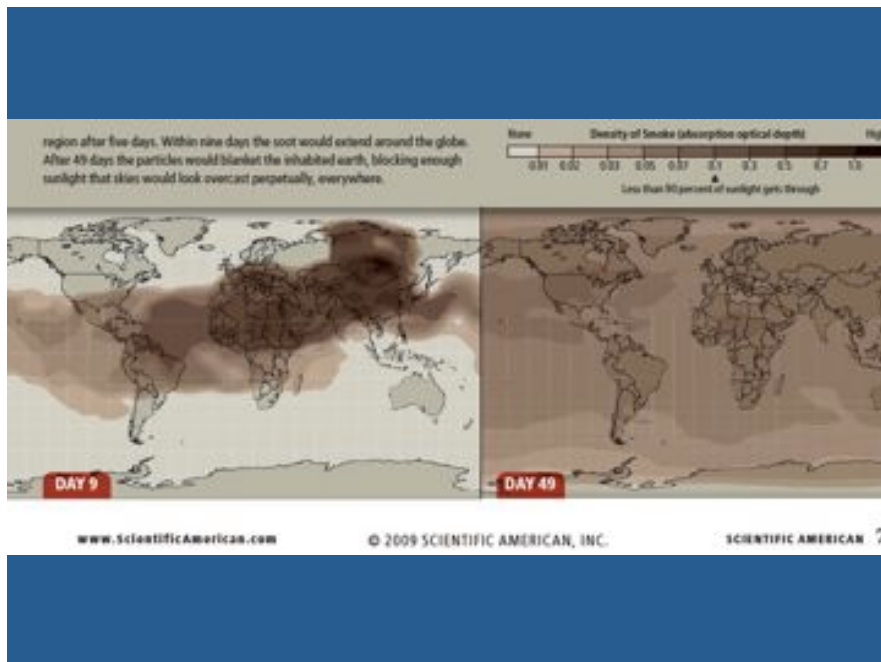 region after five days. Within nine days the soot would extend around the globe.
After 49 days the particles would blanket the inhabited earth, blocking enough
sunlight that skies would look overcast perpetually, everywhere.
None Density of Smoke (absorption optical depth) Hig
0.01 0.02 0.03 0.05 0.07 0.1 0.3 0.5 0.7 1.0
Less than 90 percent of sunlight gets through
DAY 9
DAY 49
www.ScientificAmerican.com © 2009 SCIENTIFIC AMERICAN, INC. SCIENTIFIC AMERICAN